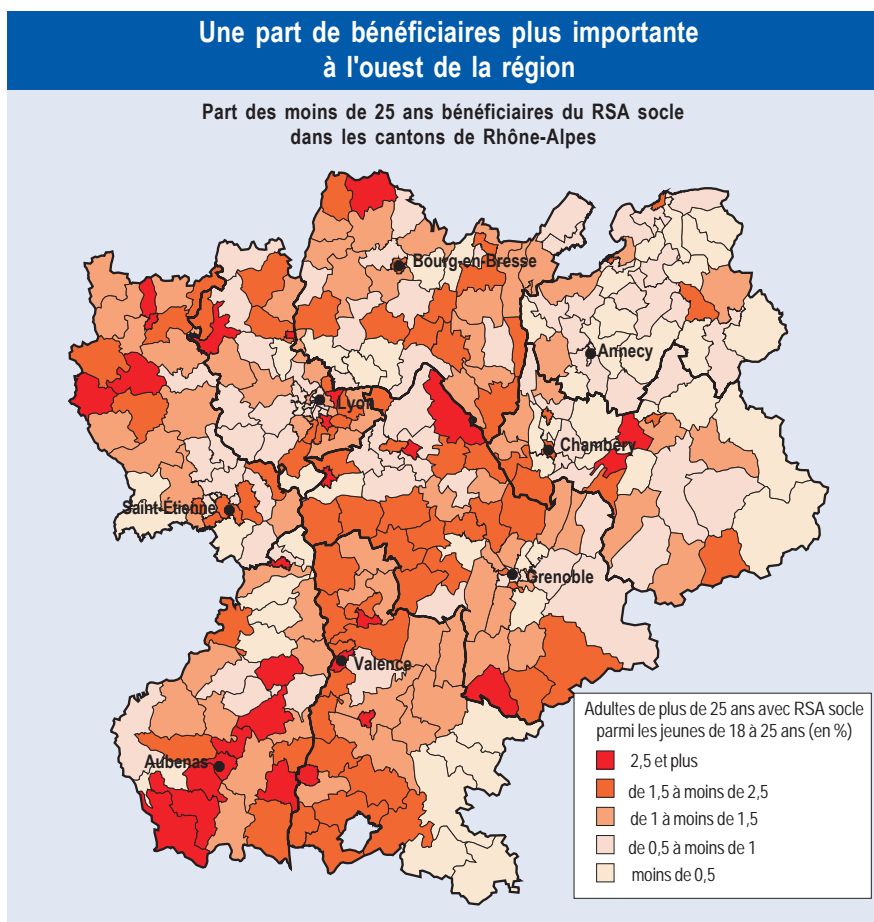 Une part de bénéficiaires plus importante
à l'ouest de la région
Part des moins de 25 ans bénéficiaires du RSA socle
dans les cantons de Rhône-Alpes
Bourg-en-Bresse
Annecy
Lyon
Chambéry
Saint-Étienne
Grenoble
Valence
Aubenas
Adultes de plus de 25 ans avec RSA socle
parmi les jeunes de 18 à 25 ans (en %)
2,5 et plus
de 1,5 à moins de 2,5
de 1 à moins de 1,5
de 0,5 à moins de 1
moins de 0,5